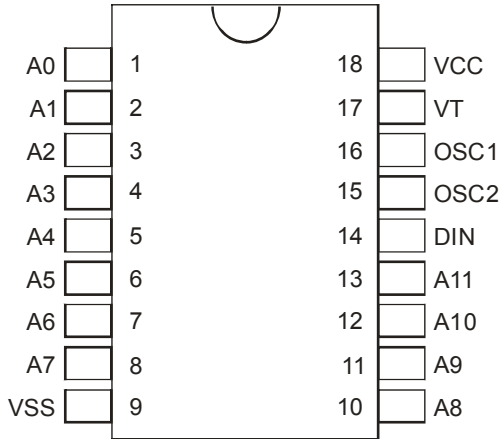 A0 1 18 VCC
A1 2 17 VT
A2 3 16 OSC1
A3 4 15 OSC2
A4 5 14 DIN
A5 6 13 A11
A6 7 12 A10
A7 8 11 A9
VSS 9 10 A8